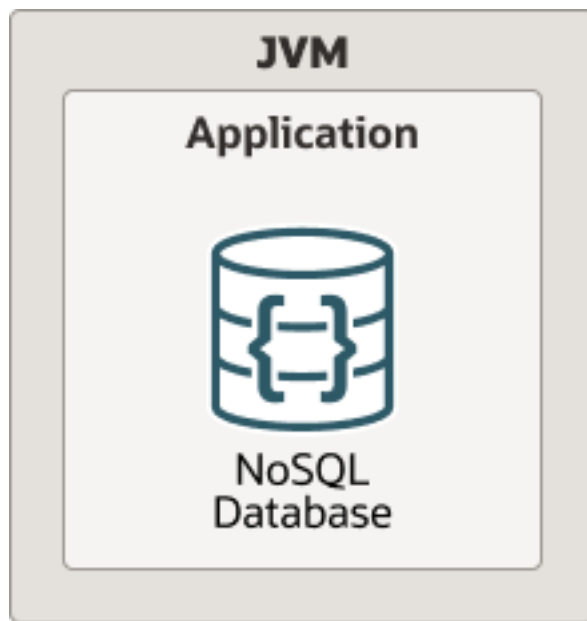 JVM
Application
{ }
NoSQL
Database